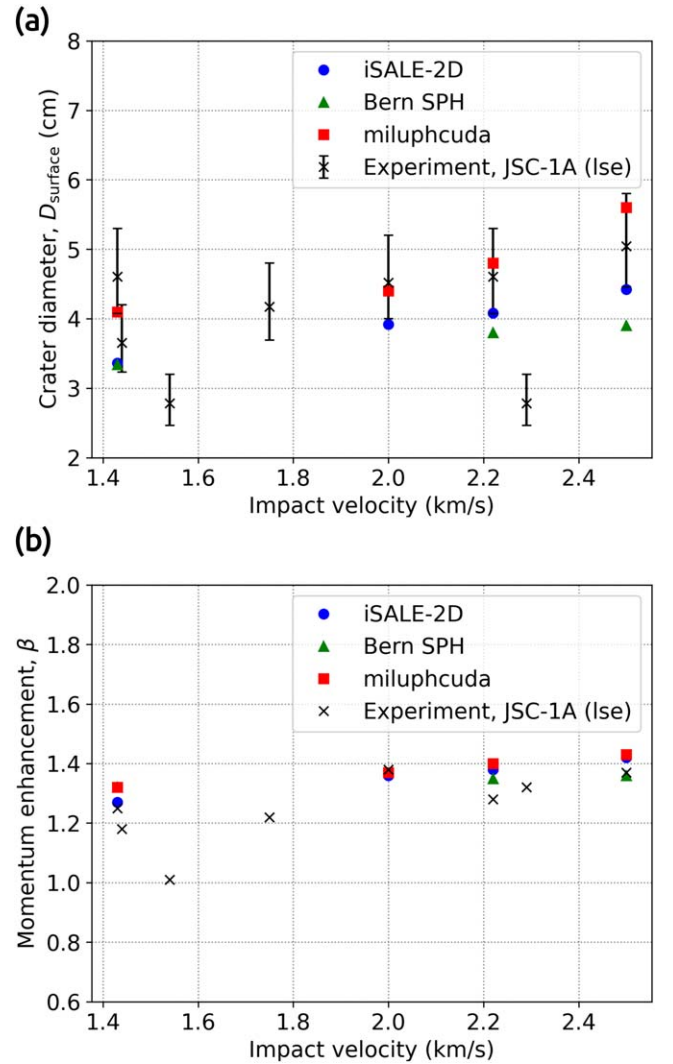 (a)
8
7
6
5
4
3
2
Crater diameter, D_surface (cm)
iSALE-2D
Bern SPH
miluphcuda
Experiment, JSC-1A (lse)
1.4 1.6 1.8 2.0 2.2 2.4
Impact velocity (km/s)
(b)
2.0
1.8
1.6
1.4
1.2
1.0
0.8
0.6
Momentum enhancement, β
iSALE-2D
Bern SPH
miluphcuda
Experiment, JSC-1A (lse)
1.4 1.6 1.8 2.0 2.2 2.4
Impact velocity (km/s)